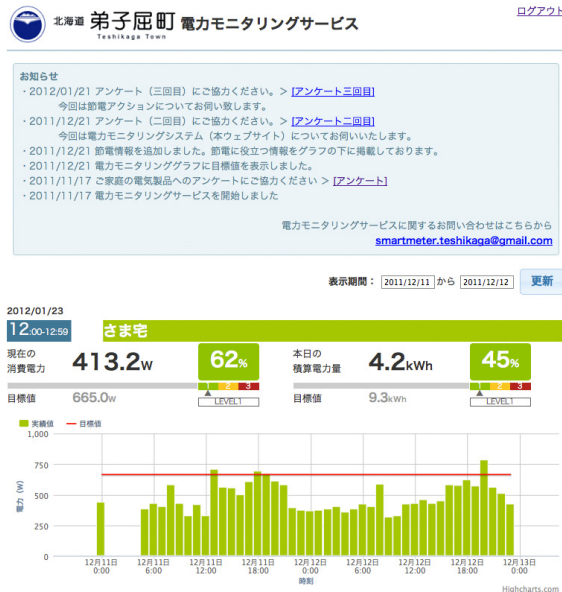 ログアウト
北海道 弟子屈町 電力モニタリングサービス
Teshikaga Town
お知らせ
・2012/01/21 アンケート（三回目）にご協力ください。＞ [アンケート三回目]
今回は節電アクションについてお伺い致します。
・2011/12/21 アンケート（二回目）にご協力ください。＞ [アンケート二回目]
今回は電力モニタリングシステム（本ウェブサイト）についてお伺いいたします。
・2011/12/21 節電情報を追加しました。節電に役立つ情報をグラフの下に掲載しております。
・2011/12/21 電力モニタリンググラフに目標値を表示しました。
・2011/11/17 ご家庭の電気製品へのアンケートにご協力ください ＞ [アンケート]
・2011/11/17 電力モニタリングサービスを開始しました
電力モニタリングサービスに関するお問い合わせはこちらから
smartmeter.teshikaga@gmail.com
表示期間： 2011/12/11 から 2011/12/12 更新
2012/01/23
12:00-12:59 さま宅
現在の消費電力 413.2w 62% 本日の積算電力量 4.2kWh 45%
1 2 3 1 2 3
目標値 665.0w LEVEL1 目標値 9.3kWh LEVEL1
実績値 目標値
1,000
750
500
250
0
電力（W）
12月11日 0:00 12月11日 6:00 12月11日 12:00 12月11日 18:00 12月12日 0:00 12月12日 6:00 12月12日 12:00 12月12日 18:00 12月13日 0:00
時刻
Highcharts.com